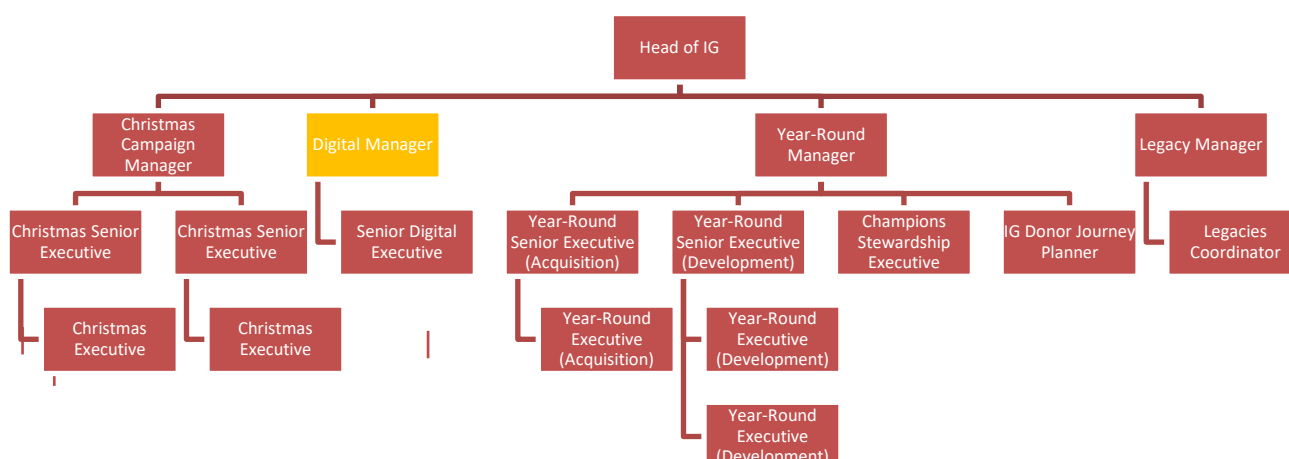 Head of IG
Christmas
Campaign
Manager
Digital Manager
Year-Round
Manager
Legacy Manager
Christmas Senior
Executive
Christmas Senior
Executive
Senior Digital
Executive
Year-Round
Senior Executive
(Acquisition)
Year-Round
Senior Executive
(Development)
Champions
Stewardship
Executive
IG Donor Journey
Planner
Legacies
Coordinator
Christmas
Executive
Christmas
Executive
Year-Round
Executive
(Acquisition)
Year-Round
Executive
(Development)
Year-Round
Executive
(Development)